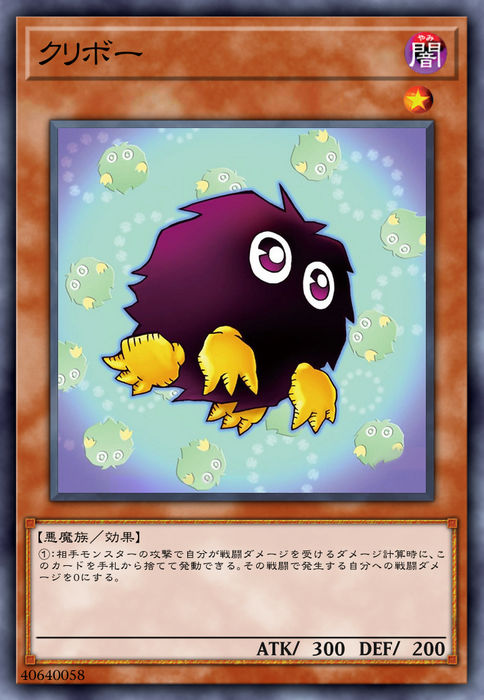 クリボー
やみ
闇
【悪魔族／効果】
①:相手モンスターの攻撃で自分が戦闘ダメージを受けるダメージ計算時に、こ
のカードを手札から捨てて発動できる。その戦闘で発生する自分への戦闘ダメ
ージを0にする。
ATK/ 300 DEF/ 200
40640058